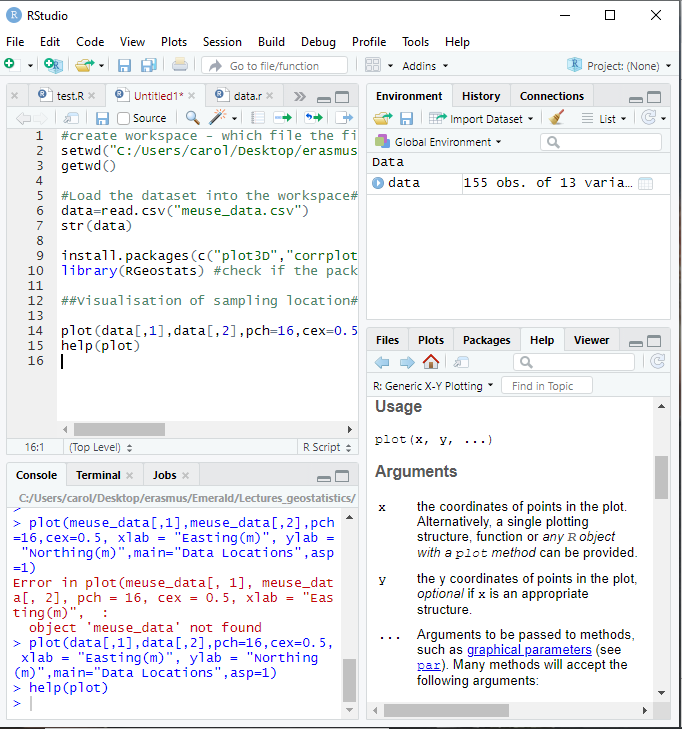 RStudio
File Edit Code View Plots Session Build Debug Profile Tools Help
Go to file/function Addins Project: (None)
test.R Untitled1* data.r
Source
1 #create workspace - which file the fi
2 setwd("C:/Users/carol/Desktop/erasmus
3 getwd()
4
5 #Load the dataset into the workspace#
6 data=read.csv("meuse_data.csv")
7 str(data)
8
9 install.packages(c("plot3D","corrplot
10 library(RGeostats) #check if the pack
11
12 ##Visualisation of sampling location#
13
14 plot(data[,1],data[,2],pch=16,cex=0.5
15 help(plot)
16
16:1 (Top Level) R Script
Console Terminal Jobs
C:/Users/carol/Desktop/erasmus/Emerald/Lectures_geostatistics/
>
> plot(meuse_data[,1],meuse_data[,2],pch
=16,cex=0.5, xlab = "Easting(m)", ylab =
"Northing(m)",main="Data Locations",asp
=1)
Error in plot(meuse_data[, 1], meuse_dat
a[, 2], pch = 16, cex = 0.5, xlab = "Eas
ting(m)", :
object 'meuse_data' not found
> plot(data[,1],data[,2],pch=16,cex=0.5,
xlab = "Easting(m)", ylab = "Northing
(m)",main="Data Locations",asp=1)
> help(plot)
>
Environment History Connections
Import Dataset List
Global Environment
Data
data 155 obs. of 13 varia…
Files Plots Packages Help Viewer
R: Generic X-Y Plotting Find in Topic
Usage
plot(x, y, ...)
Arguments
x the coordinates of points in the plot.
Alternatively, a single plotting
structure, function or any R object
with a plot method can be provided.
y the y coordinates of points in the plot,
optional if x is an appropriate
structure.
... Arguments to be passed to methods,
such as graphical parameters (see
par). Many methods will accept the
following arguments: